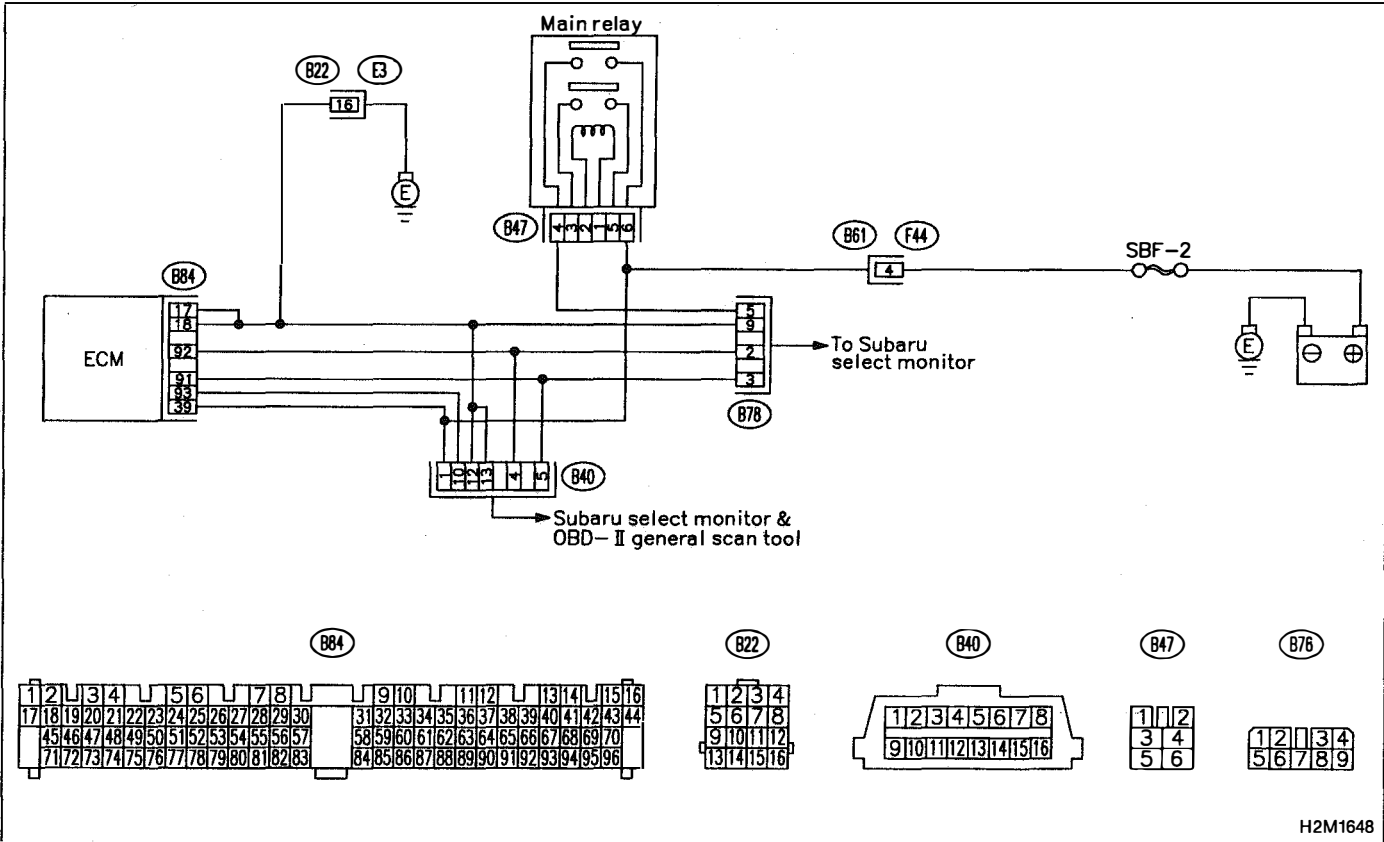 Main relay
B22 E3
16
E
B47
4 3 2 1 5 6
B61 F44
4
SBF-2
B84
ECM
17
18
92
91
93
39
5
9
2
3
To Subaru
select monitor
B78
E
⊖ ⊕
1 10 12 13 4 5
B40
Subaru select monitor &
OBD-II general scan tool
B84
1 2 3 4 5 6 7 8 9 10 11 12 13 14 15 16
17 18 19 20 21 22 23 24 25 26 27 28 29 30 31 32 33 34 35 36 37 38 39 40 41 42 43 44
45 46 47 48 49 50 51 52 53 54 55 56 57 58 59 60 61 62 63 64 65 66 67 68 69 70
71 72 73 74 75 76 77 78 79 80 81 82 83 84 85 86 87 88 89 90 91 92 93 94 95 96
B22
1 2 3 4
5 6 7 8
9 10 11 12
13 14 15 16
B40
1 2 3 4 5 6 7 8
9 10 11 12 13 14 15 16
B47
1 2
3 4
5 6
B76
1 2 3 4
5 6 7 8 9
H2M1648